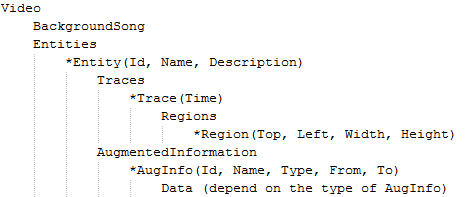 Video
BackgroundSong
Entities
*Entity(Id, Name, Description)
Traces
*Trace(Time)
Regions
*Region(Top, Left, Width, Height)
AugmentedInformation
*AugInfo(Id, Name, Type, From, To)
Data (depend on the type of AugInfo)